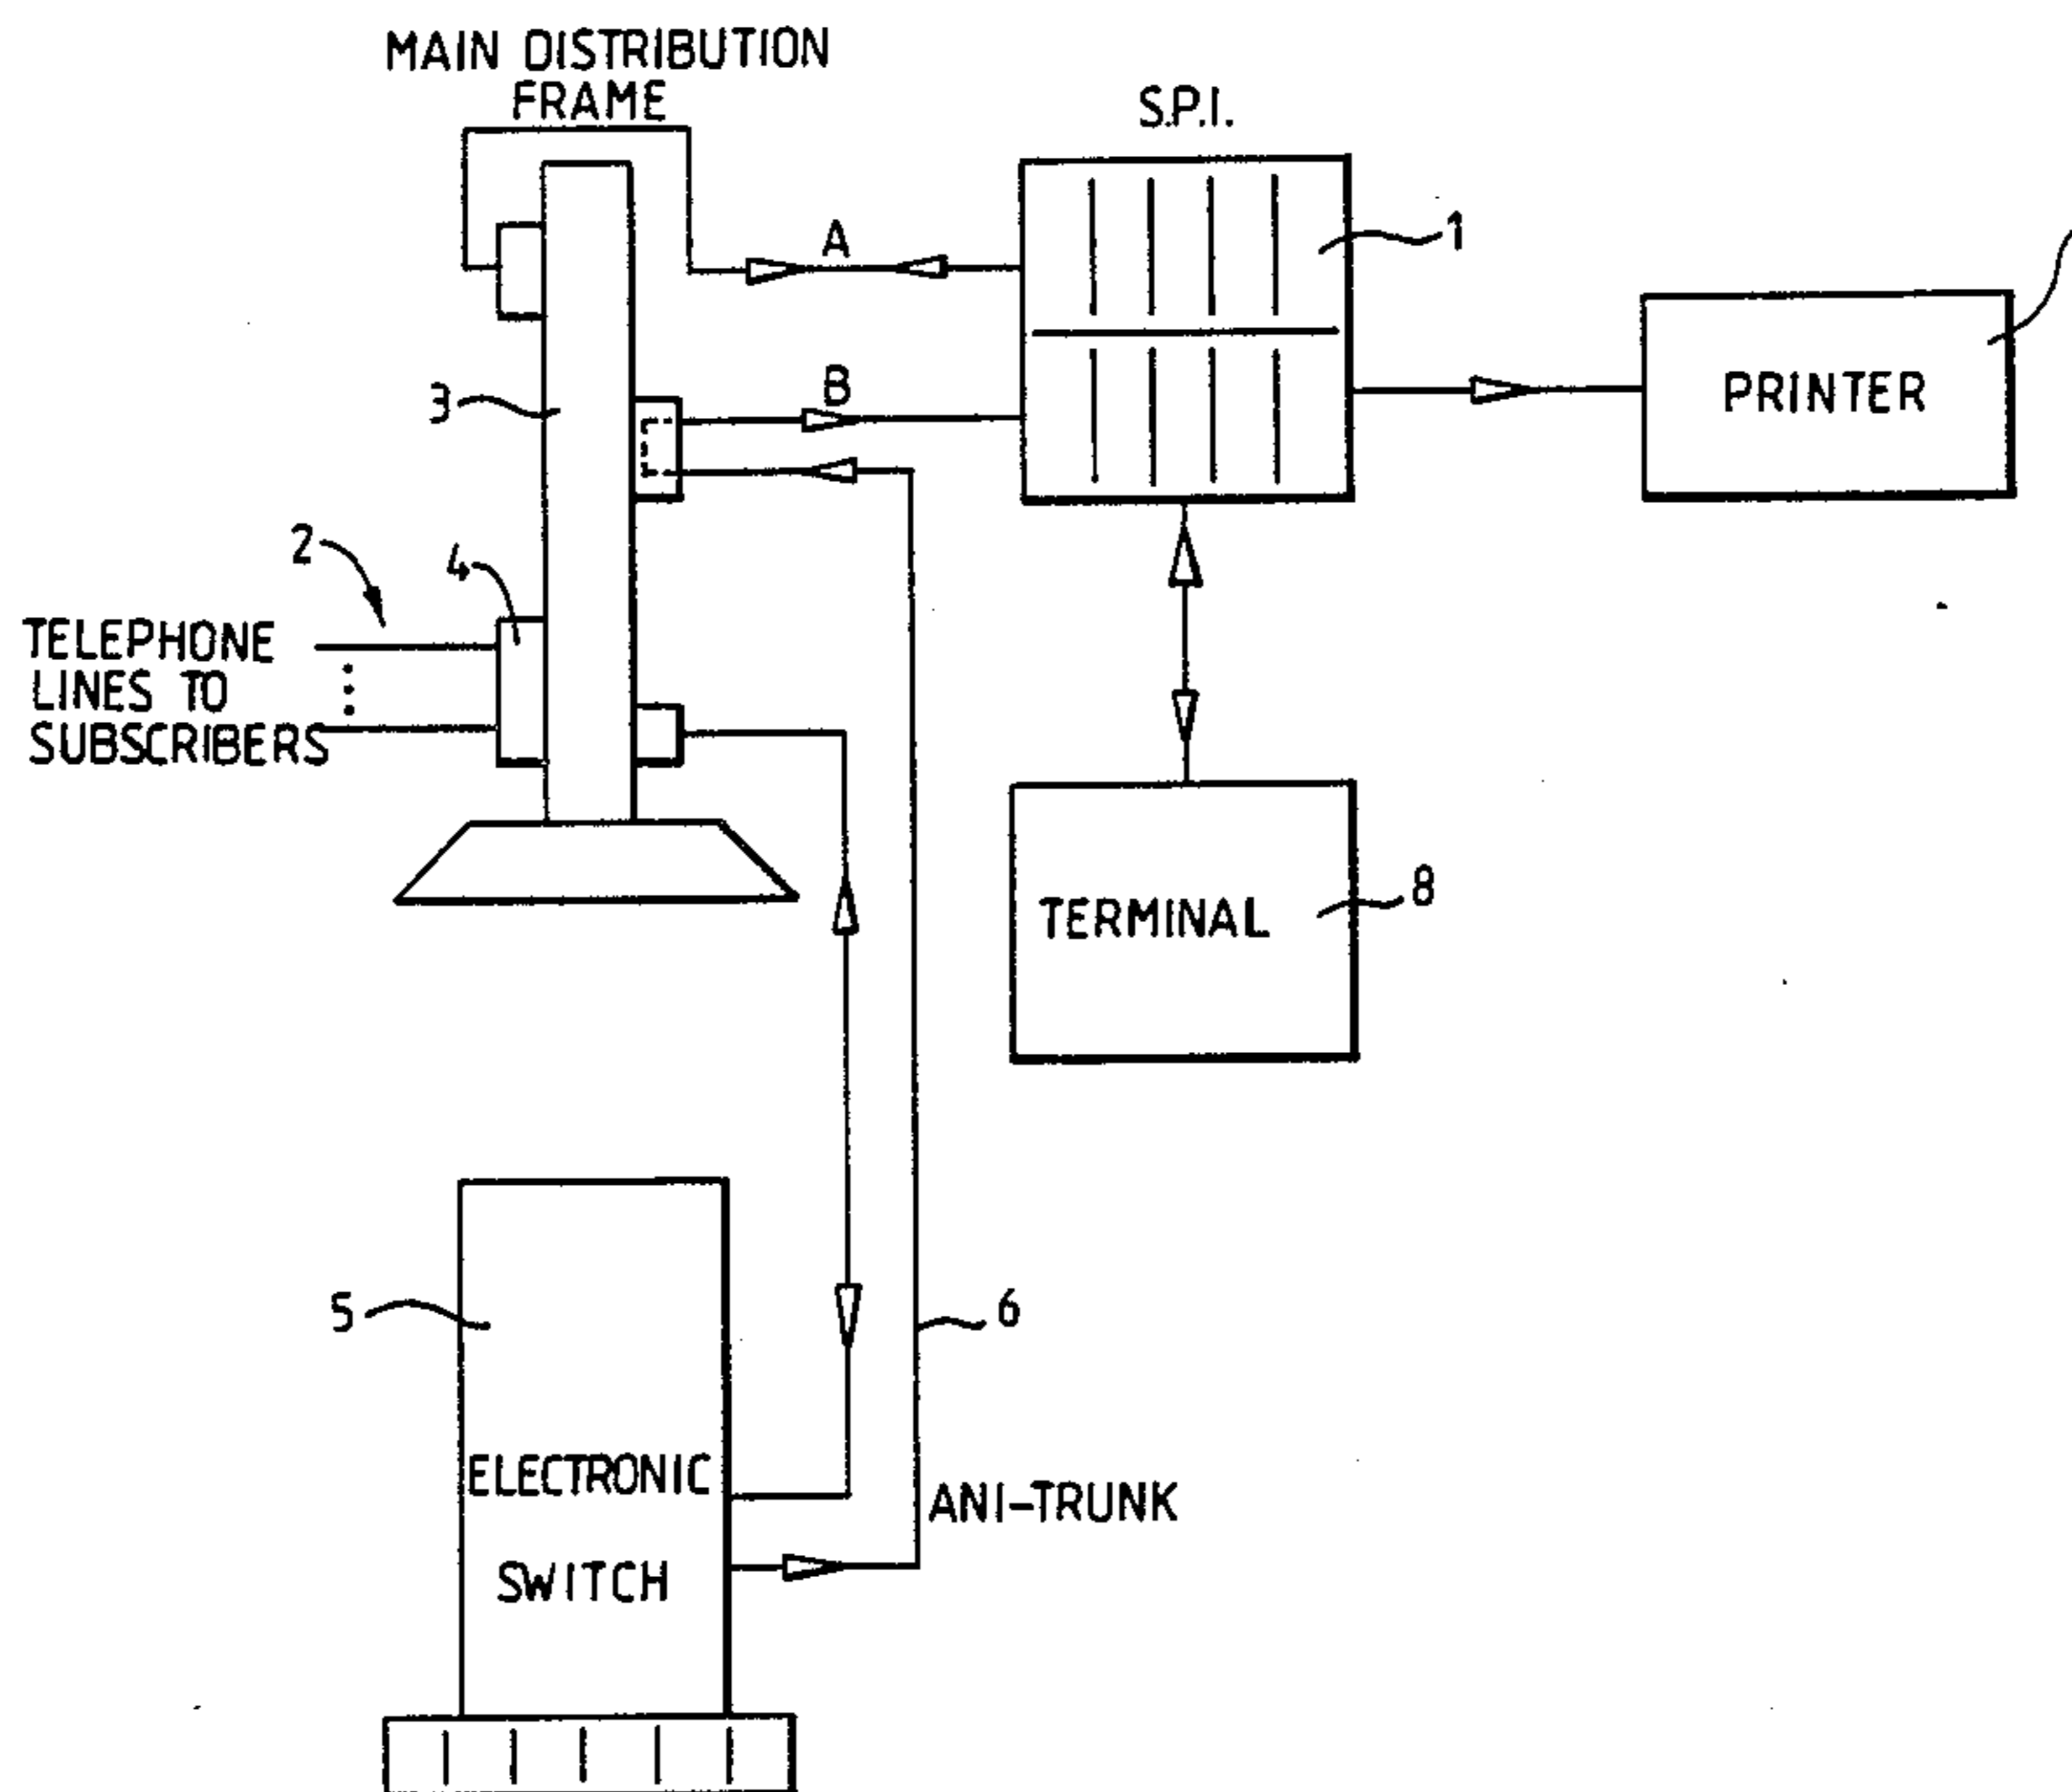 MAIN DISTRIBUTION
FRAME
S.P.I.
A
1
B
3
PRINTER
2
4
TELEPHONE
LINES TO
SUBSCRIBERS
8
TERMINAL
5
6
ELECTRONIC
ANI-TRUNK
SWITCH